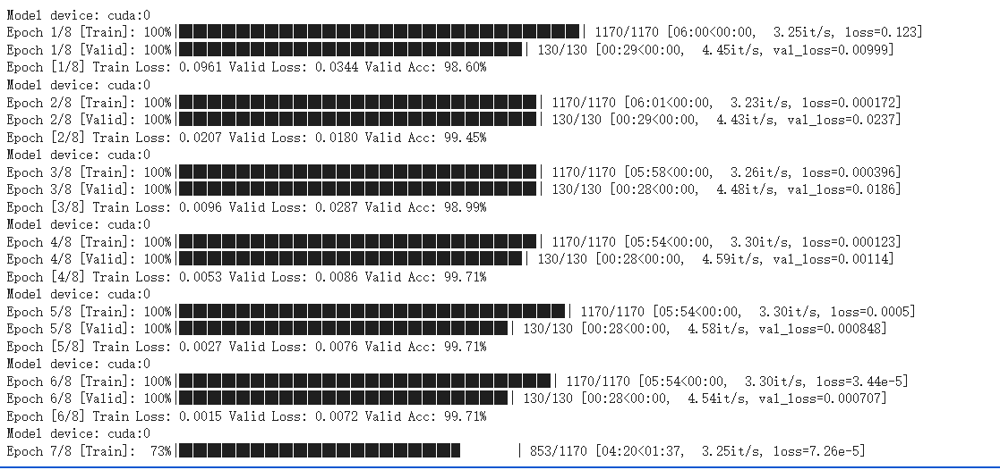 Model device: cuda:0
Epoch 1/8 [Train]: 100%|██████████| 1170/1170 [06:00<00:00, 3.25it/s, loss=0.123]
Epoch 1/8 [Valid]: 100%|██████████| 130/130 [00:29<00:00, 4.45it/s, val_loss=0.00999]
Epoch [1/8] Train Loss: 0.0961 Valid Loss: 0.0344 Valid Acc: 98.60%
Model device: cuda:0
Epoch 2/8 [Train]: 100%|██████████| 1170/1170 [06:01<00:00, 3.23it/s, loss=0.000172]
Epoch 2/8 [Valid]: 100%|██████████| 130/130 [00:29<00:00, 4.43it/s, val_loss=0.0237]
Epoch [2/8] Train Loss: 0.0207 Valid Loss: 0.0180 Valid Acc: 99.45%
Model device: cuda:0
Epoch 3/8 [Train]: 100%|██████████| 1170/1170 [05:58<00:00, 3.26it/s, loss=0.000396]
Epoch 3/8 [Valid]: 100%|██████████| 130/130 [00:28<00:00, 4.48it/s, val_loss=0.0186]
Epoch [3/8] Train Loss: 0.0096 Valid Loss: 0.0287 Valid Acc: 98.99%
Model device: cuda:0
Epoch 4/8 [Train]: 100%|██████████| 1170/1170 [05:54<00:00, 3.30it/s, loss=0.000123]
Epoch 4/8 [Valid]: 100%|██████████| 130/130 [00:28<00:00, 4.59it/s, val_loss=0.00114]
Epoch [4/8] Train Loss: 0.0053 Valid Loss: 0.0086 Valid Acc: 99.71%
Model device: cuda:0
Epoch 5/8 [Train]: 100%|██████████| 1170/1170 [05:54<00:00, 3.30it/s, loss=0.0005]
Epoch 5/8 [Valid]: 100%|██████████| 130/130 [00:28<00:00, 4.58it/s, val_loss=0.000848]
Epoch [5/8] Train Loss: 0.0027 Valid Loss: 0.0076 Valid Acc: 99.71%
Model device: cuda:0
Epoch 6/8 [Train]: 100%|██████████| 1170/1170 [05:54<00:00, 3.30it/s, loss=3.44e-5]
Epoch 6/8 [Valid]: 100%|██████████| 130/130 [00:28<00:00, 4.54it/s, val_loss=0.000707]
Epoch [6/8] Train Loss: 0.0015 Valid Loss: 0.0072 Valid Acc: 99.71%
Model device: cuda:0
Epoch 7/8 [Train]: 73%|███████ | 853/1170 [04:20<01:37, 3.25it/s, loss=7.26e-5]